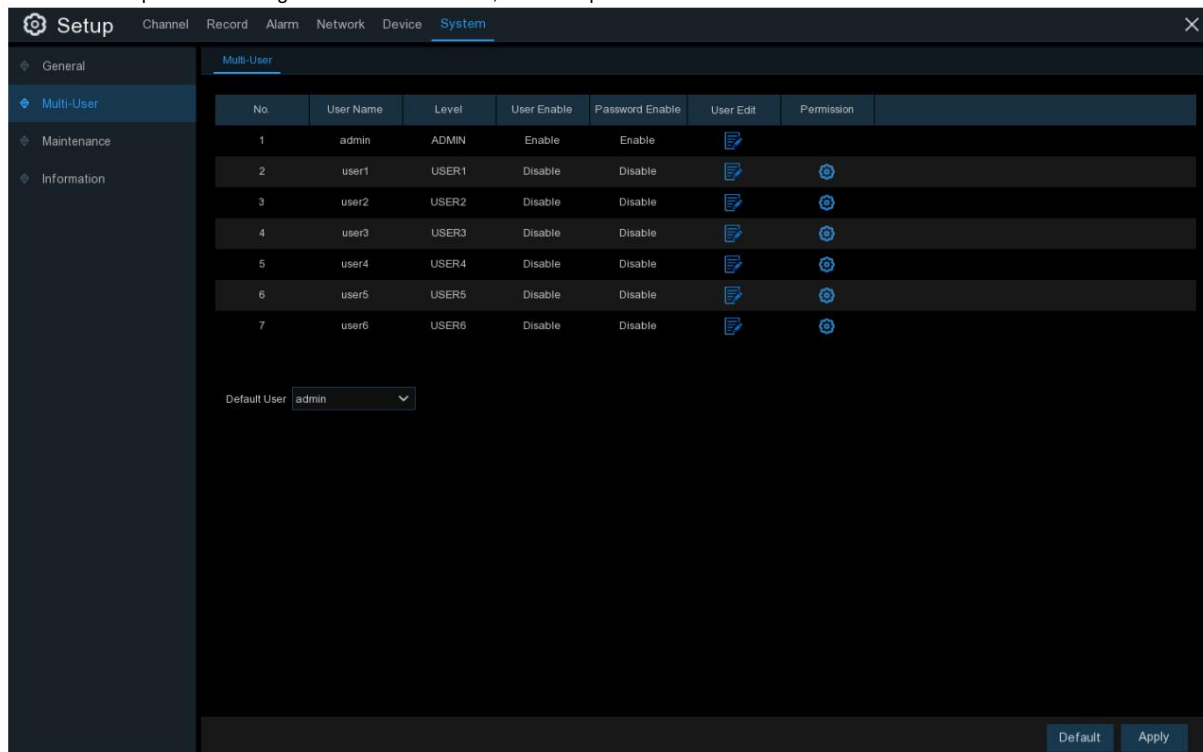 Setup Channel Record Alarm Network Device System
General
Multi-User
Maintenance
Information
Multi-User
No. User Name Level User Enable Password Enable User Edit Permission
1 admin ADMIN Enable Enable
2 user1 USER1 Disable Disable
3 user2 USER2 Disable Disable
4 user3 USER3 Disable Disable
5 user4 USER4 Disable Disable
6 user5 USER5 Disable Disable
7 user6 USER6 Disable Disable
Default User admin
Default Apply